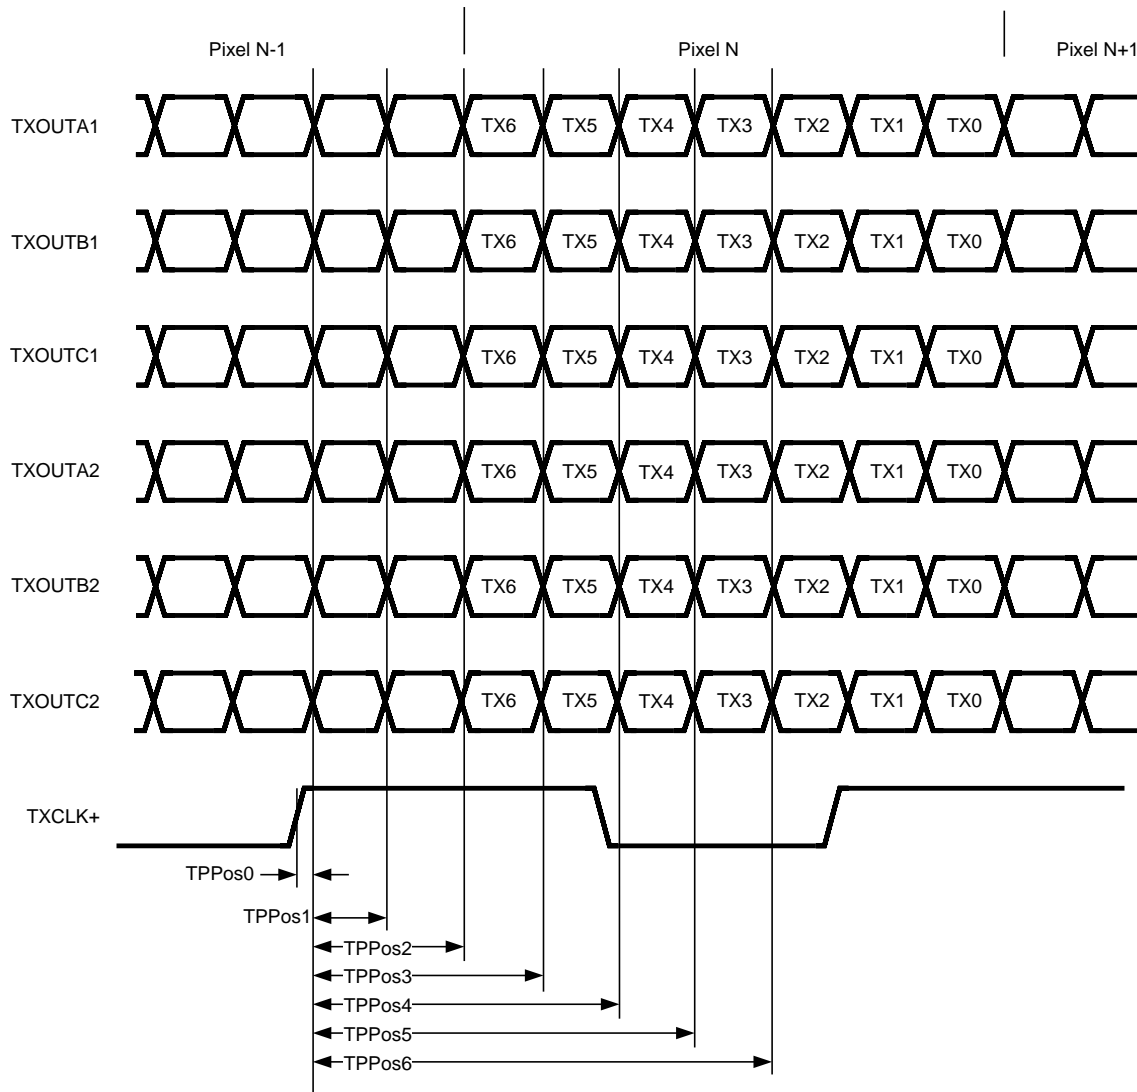 Pixel N-1 Pixel N Pixel N+1
TXOUTA1 TX6 TX5 TX4 TX3 TX2 TX1 TX0
TXOUTB1 TX6 TX5 TX4 TX3 TX2 TX1 TX0
TXOUTC1 TX6 TX5 TX4 TX3 TX2 TX1 TX0
TXOUTA2 TX6 TX5 TX4 TX3 TX2 TX1 TX0
TXOUTB2 TX6 TX5 TX4 TX3 TX2 TX1 TX0
TXOUTC2 TX6 TX5 TX4 TX3 TX2 TX1 TX0
TXCLK+
TPPos0
TPPos1
TPPos2
TPPos3
TPPos4
TPPos5
TPPos6